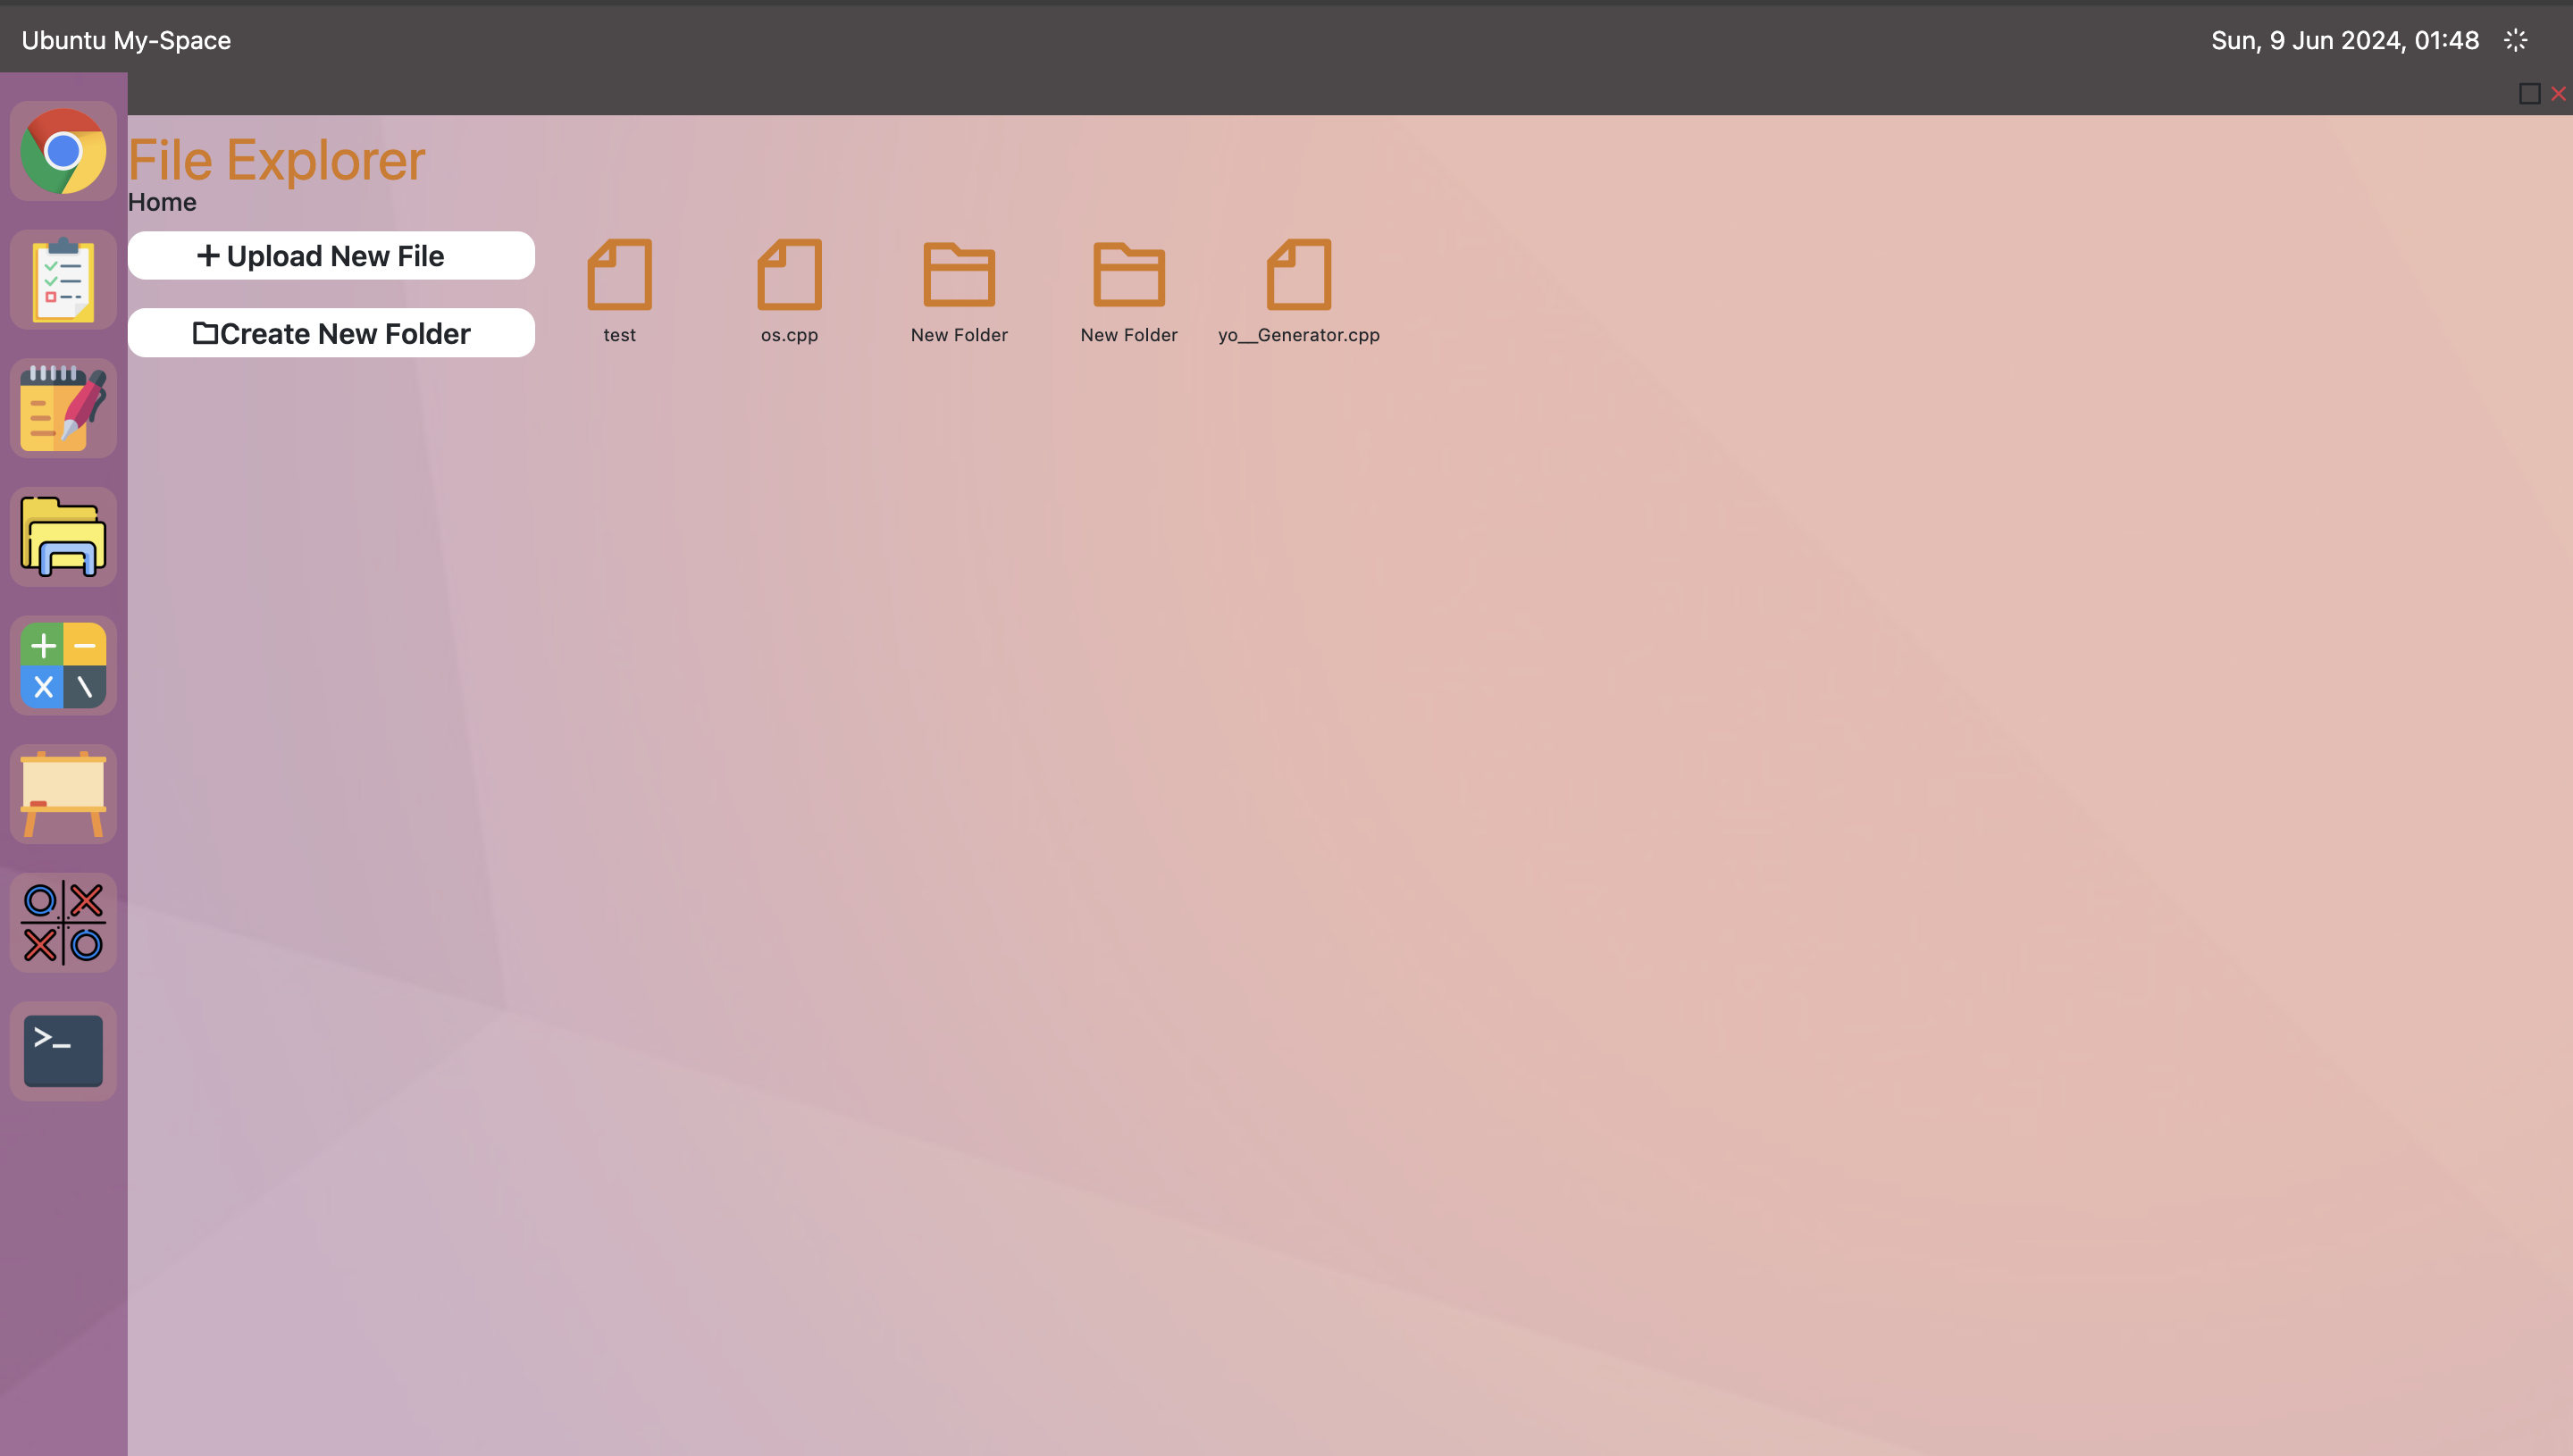 Ubuntu My-Space
Sun, 9 Jun 2024, 01:48
File Explorer
Home
+ Upload New File
Create New Folder
test
os.cpp
New Folder
New Folder
yo__Generator.cpp
>_